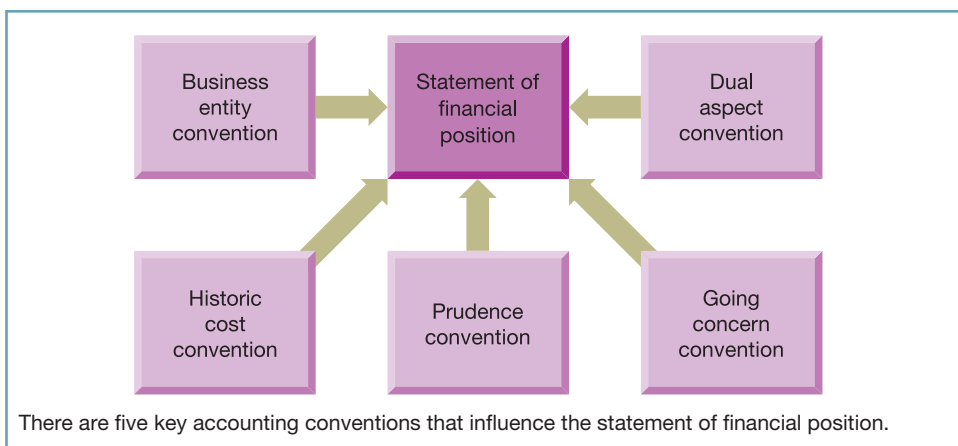 Business
entity
convention
Statement of
financial
position
Dual
aspect
convention
Historic
cost
convention
Prudence
convention
Going
concern
convention
There are five key accounting conventions that influence the statement of financial position.